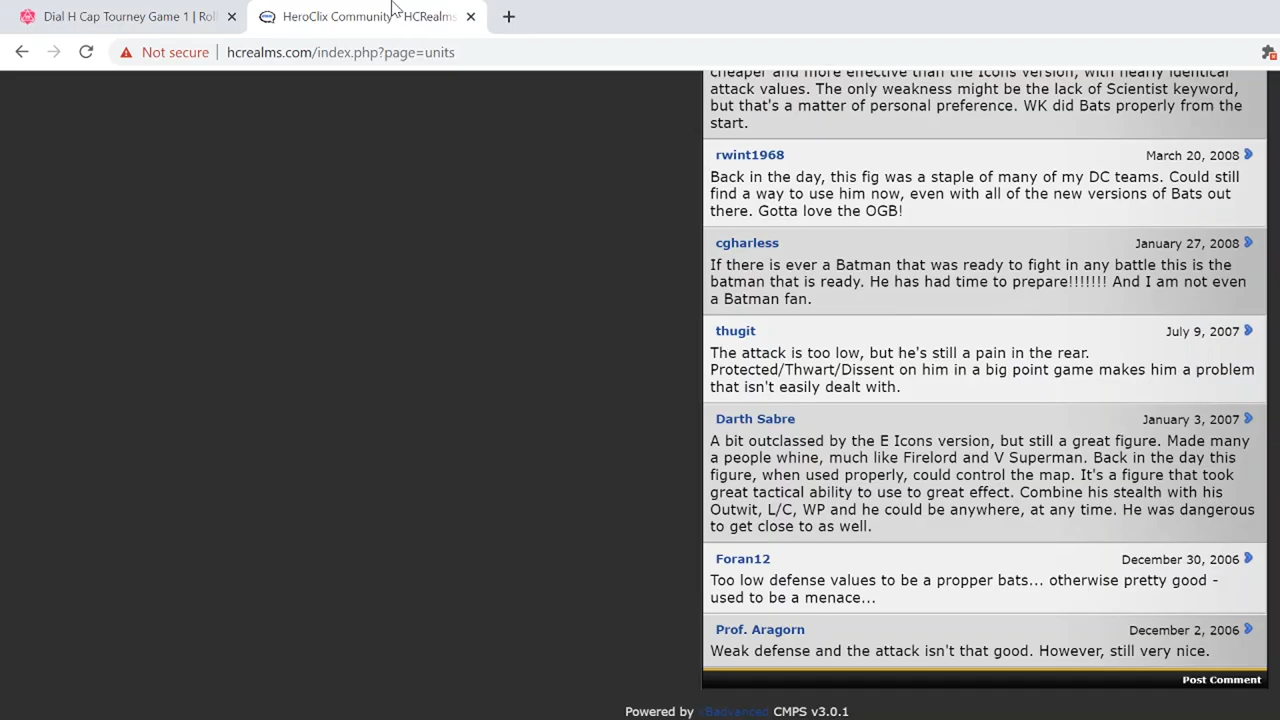 Dial H Cap Tourney Game 1 | Rol
HeroClix Community - HCRealms
Not secure
hcrealms.com/index.php?page=units
cheaper and more effective than the Icons version, with nearly identical
attack values. The only weakness might be the lack of Scientist keyword,
but that's a matter of personal preference. WK did Bats properly from the
start.
rwint1968 March 20, 2008
Back in the day, this fig was a staple of many of my DC teams. Could still
find a way to use him now, even with all of the new versions of Bats out
there. Gotta love the OGB!
cgharless January 27, 2008
If there is ever a Batman that was ready to fight in any battle this is the
batman that is ready. He has had time to prepare!!!!!!! And I am not even
a Batman fan.
thugit July 9, 2007
The attack is too low, but he's still a pain in the rear.
Protected/Thwart/Dissent on him in a big point game makes him a problem
that isn't easily dealt with.
Darth Sabre January 3, 2007
A bit outclassed by the E Icons version, but still a great figure. Made many
a people whine, much like Firelord and V Superman. Back in the day this
figure, when used properly, could control the map. It's a figure that took
great tactical ability to use to great effect. Combine his stealth with his
Outwit, L/C, WP and he could be anywhere, at any time. He was dangerous
to get close to as well.
Foran12 December 30, 2006
Too low defense values to be a propper bats... otherwise pretty good -
used to be a menace...
Prof. Aragorn December 2, 2006
Weak defense and the attack isn't that good. However, still very nice.
Post Comment
Powered by vBadvanced CMPS v3.0.1